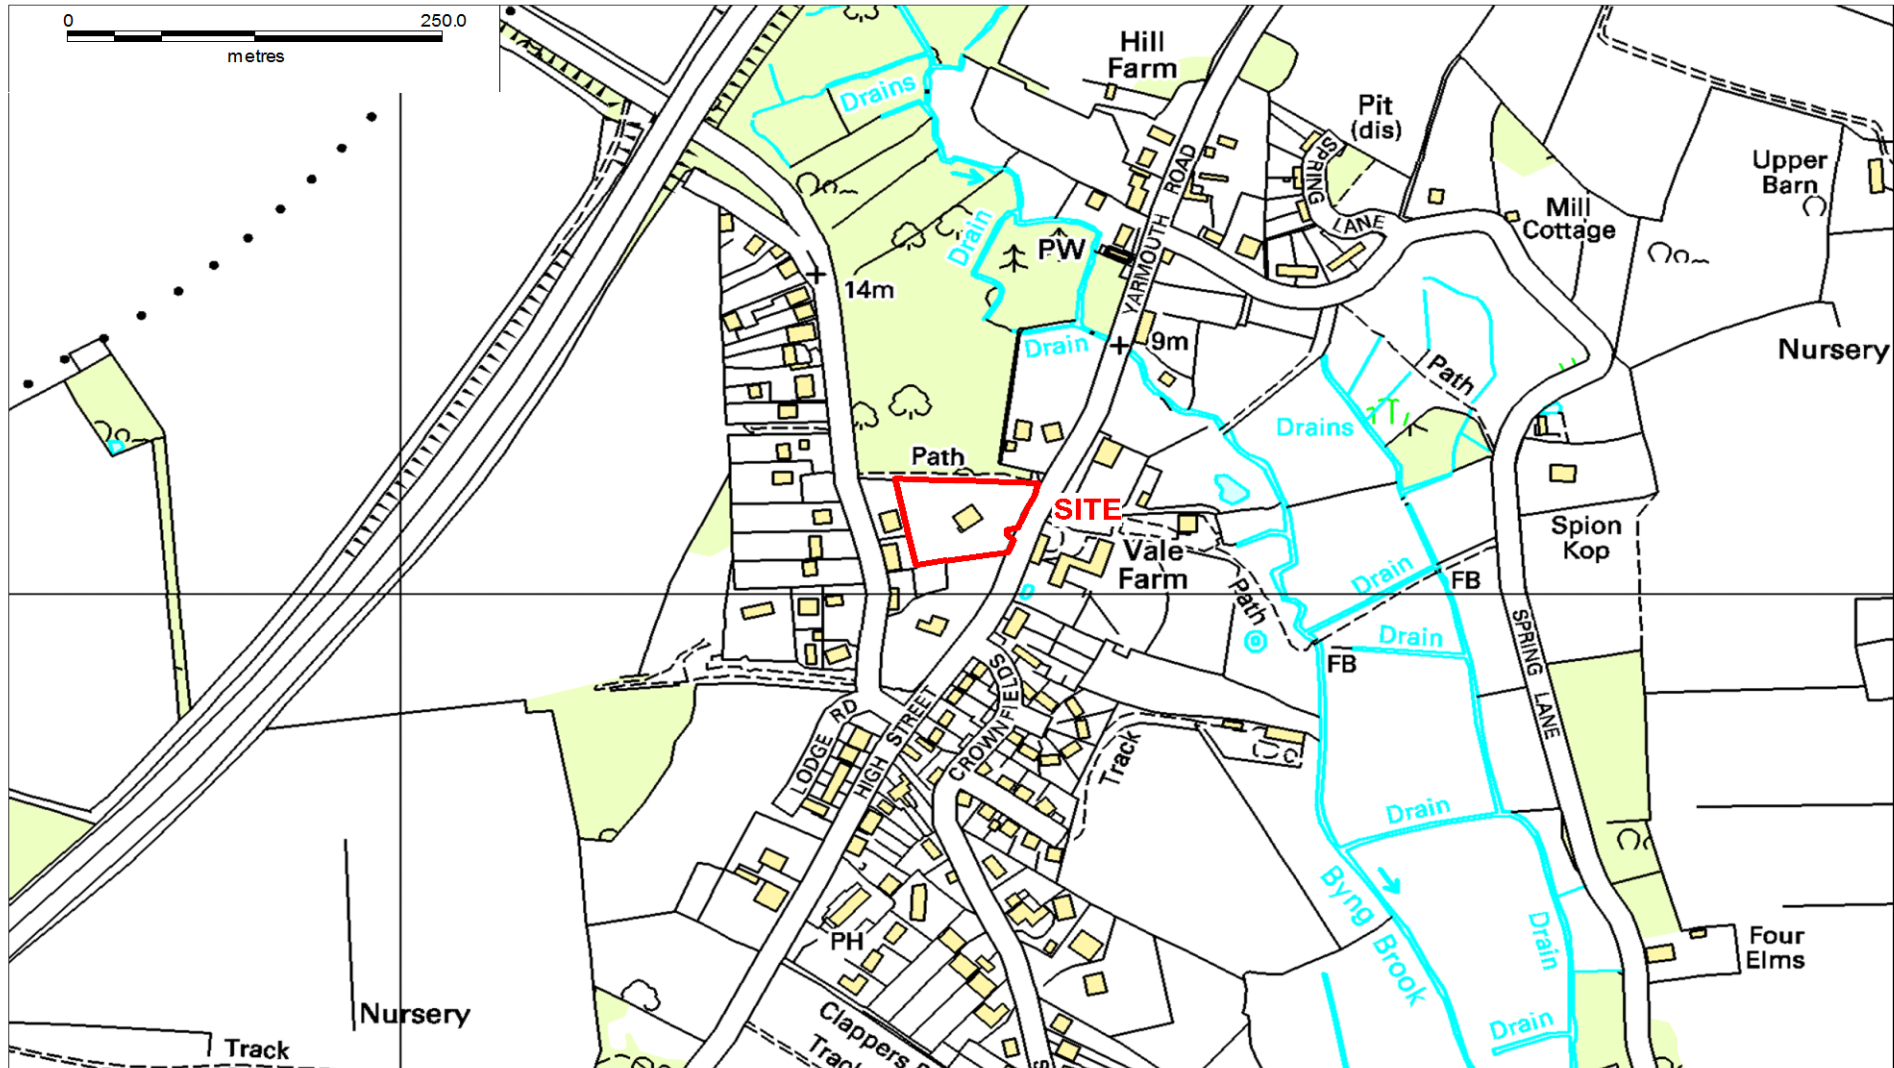 0 250.0
metres
Hill
Farm
Drains
Pit
(dis)
SPRING
LANE
Upper
Barn
Mill
Cottage
YARMOUTH ROAD
Drain
PW
14m
Drain
9m
Nursery
Path
Drains
Path
SITE
Vale
Farm
Spion
Kop
Path
Drain
FB
Drain
FB
SPRING LANE
LODGE RD
HIGH STREET
CROWNFIELDS
Track
Drain
Byng Brook
Drain
PH
Four
Elms
Nursery
Clappers
Track
Drain
Track